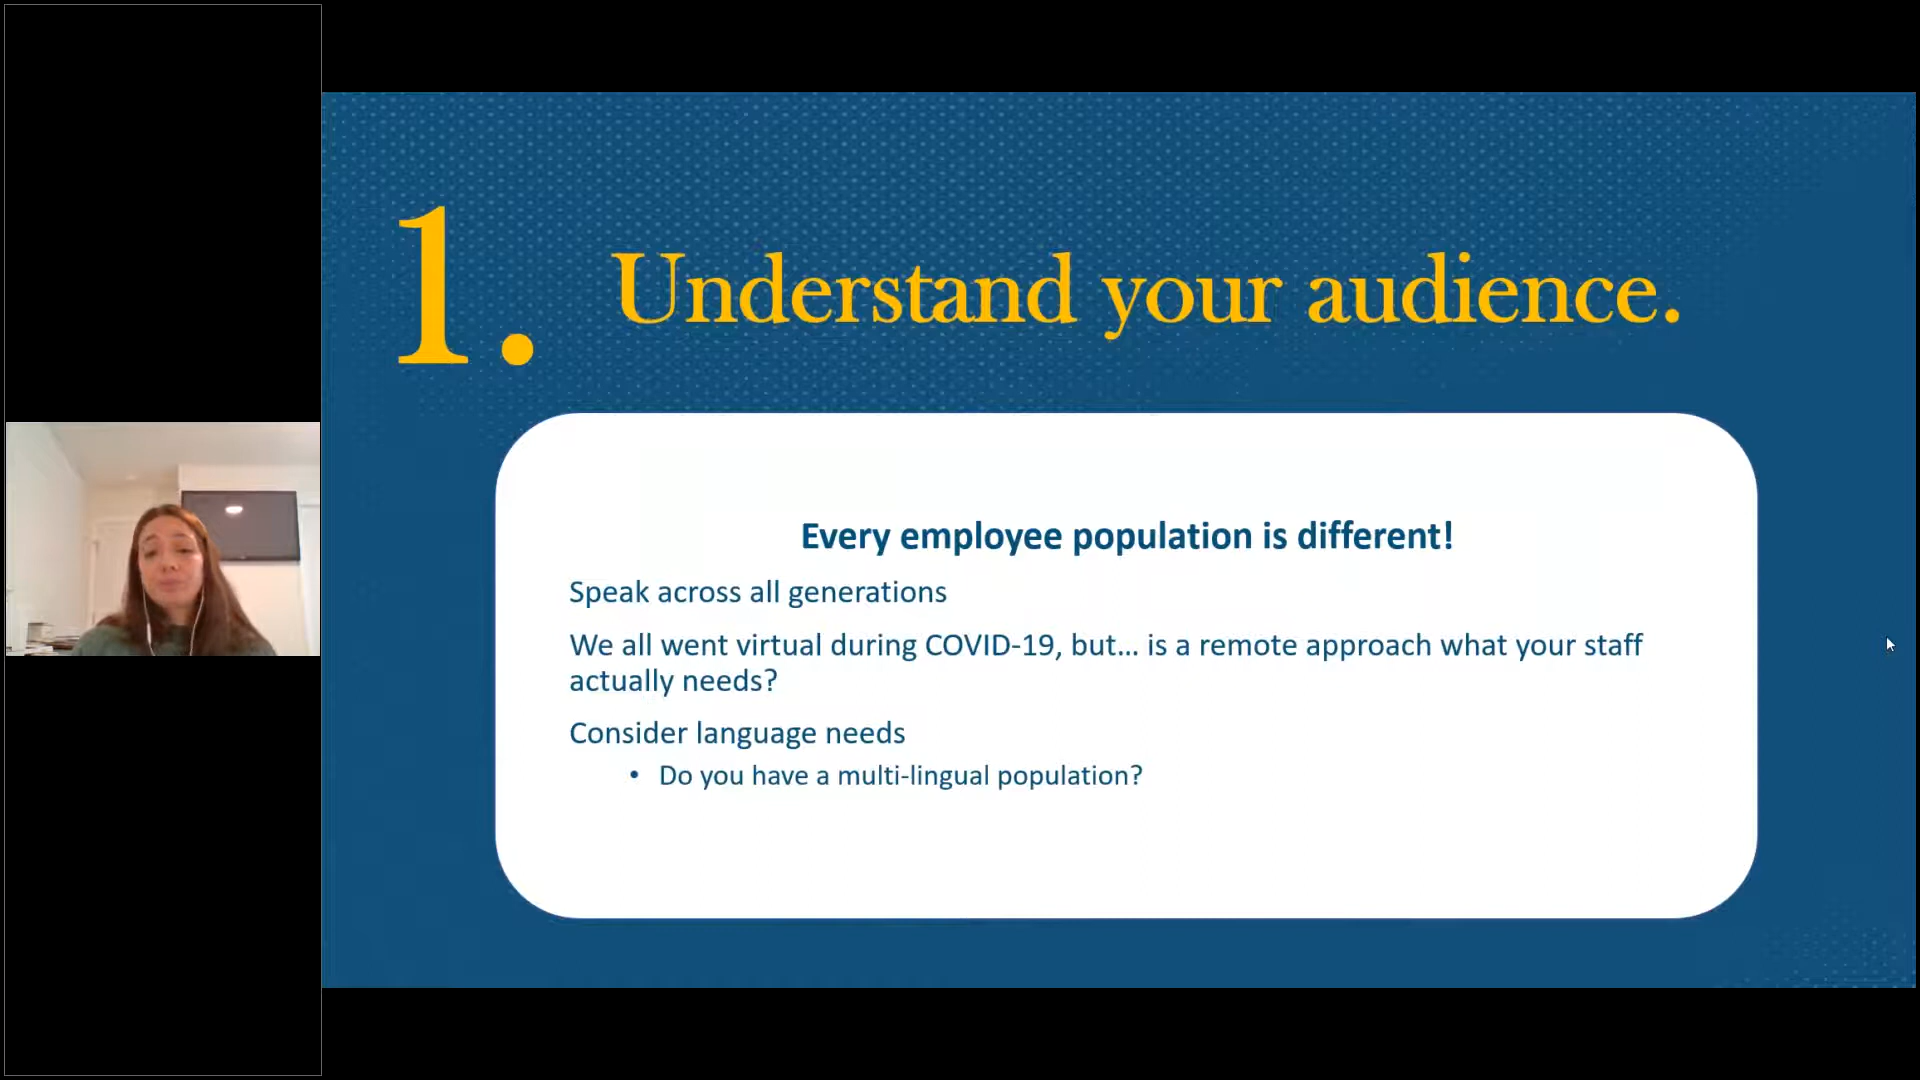 1. Understand your audience.
Every employee population is different!
Speak across all generations
We all went virtual during COVID-19, but... is a remote approach what your staff
actually needs?
Consider language needs
• Do you have a multi-lingual population?